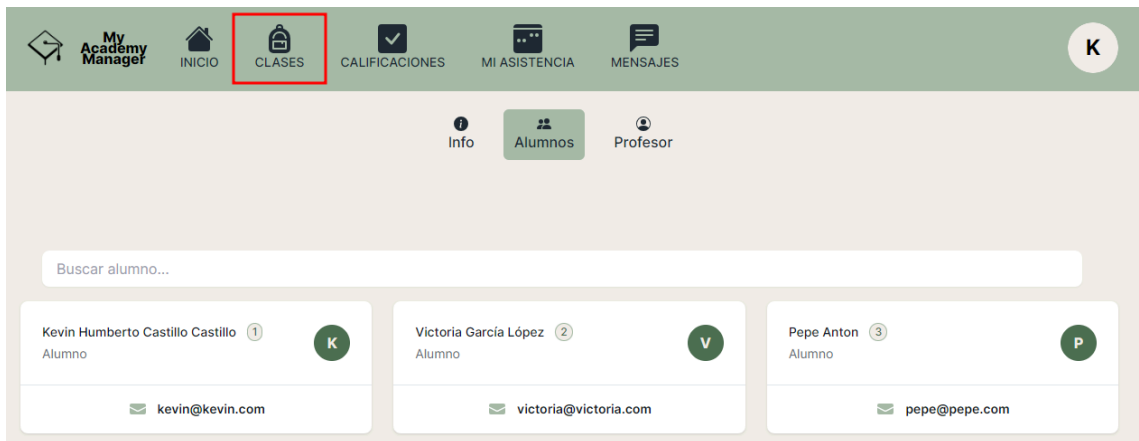 My
Academy
Manager
INICIO
CLASES
CALIFICACIONES
MI ASISTENCIA
MENSAJES
K
Info
Alumnos
Profesor
Buscar alumno...
Kevin Humberto Castillo Castillo 1
Alumno
K
kevin@kevin.com
Victoria García López 2
Alumno
V
victoria@victoria.com
Pepe Anton 3
Alumno
P
pepe@pepe.com